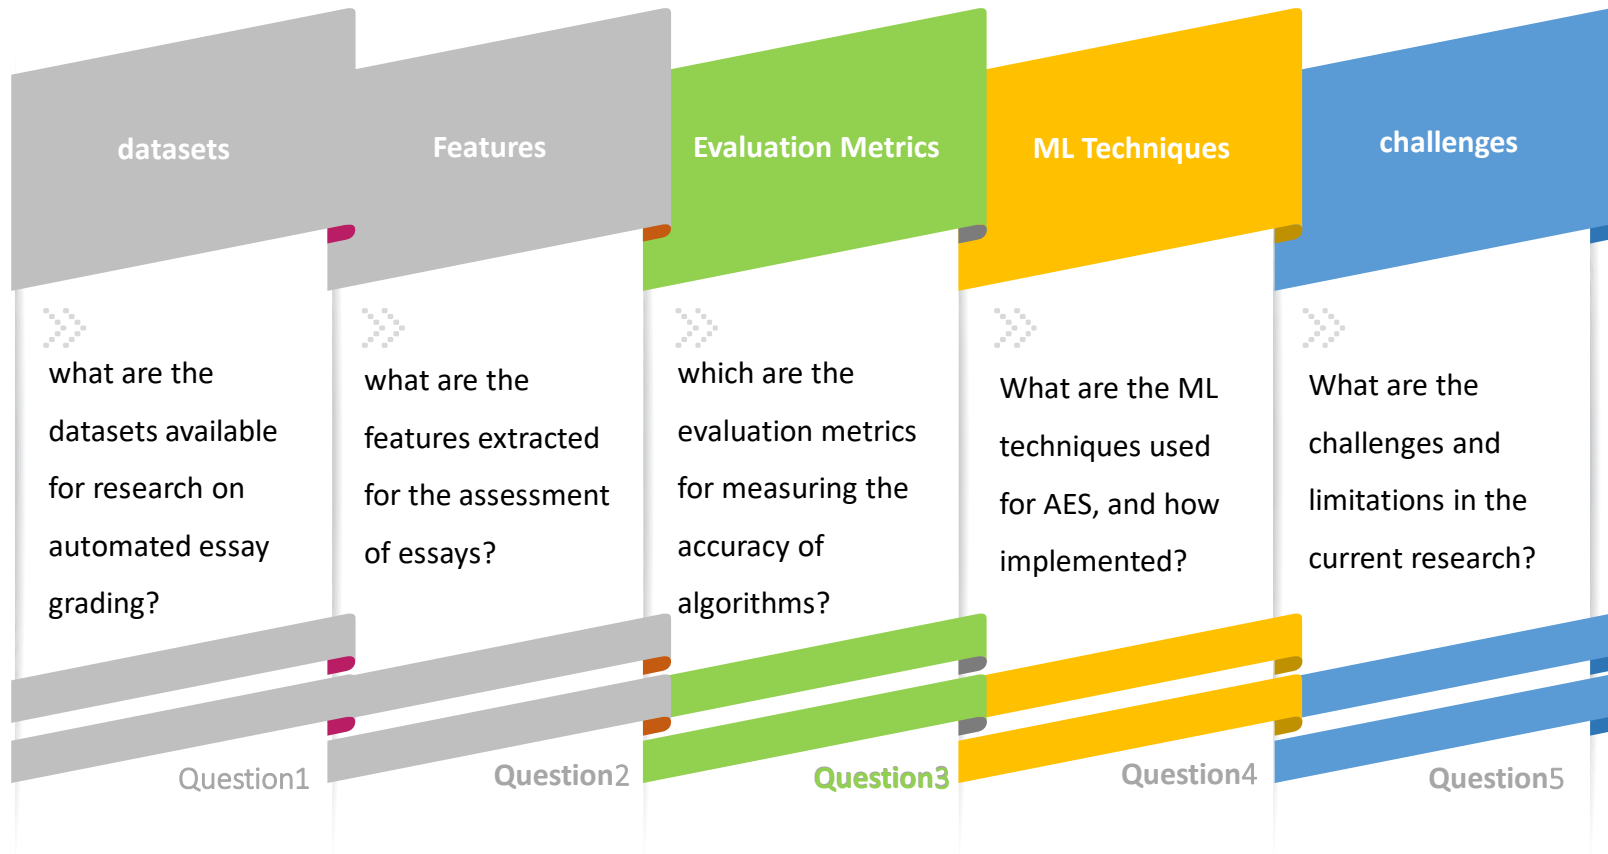 datasets
what are the
datasets available
for research on
automated essay
grading?
Question1
Features
what are the
features extracted
for the assessment
of essays?
Question2
Evaluation Metrics
which are the
evaluation metrics
for measuring the
accuracy of
algorithms?
Question3
ML Techniques
What are the ML
techniques used
for AES, and how
implemented?
Question4
challenges
What are the
challenges and
limitations in the
current research?
Question5